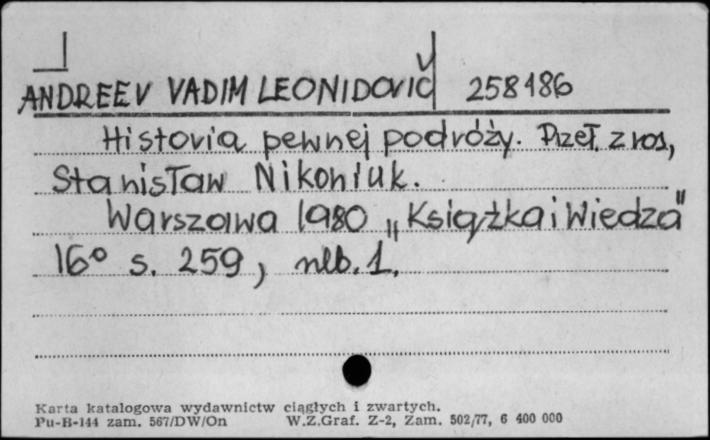 ANDREEV VADIM LEONIDOVIČ 258186
Historia pewnej podróży. Przeł. z ros,
Stanisław Nikoniuk.
Warszawa 1980 „Książka i Wiedza"
16° s. 259, nlb. 1.
Karta katalogowa wydawnictw ciągłych i zwartych.
Pu-B-144 zam. 567/DW/On W.Z.Graf. Z-2, Zam. 502/77, 6 400 000